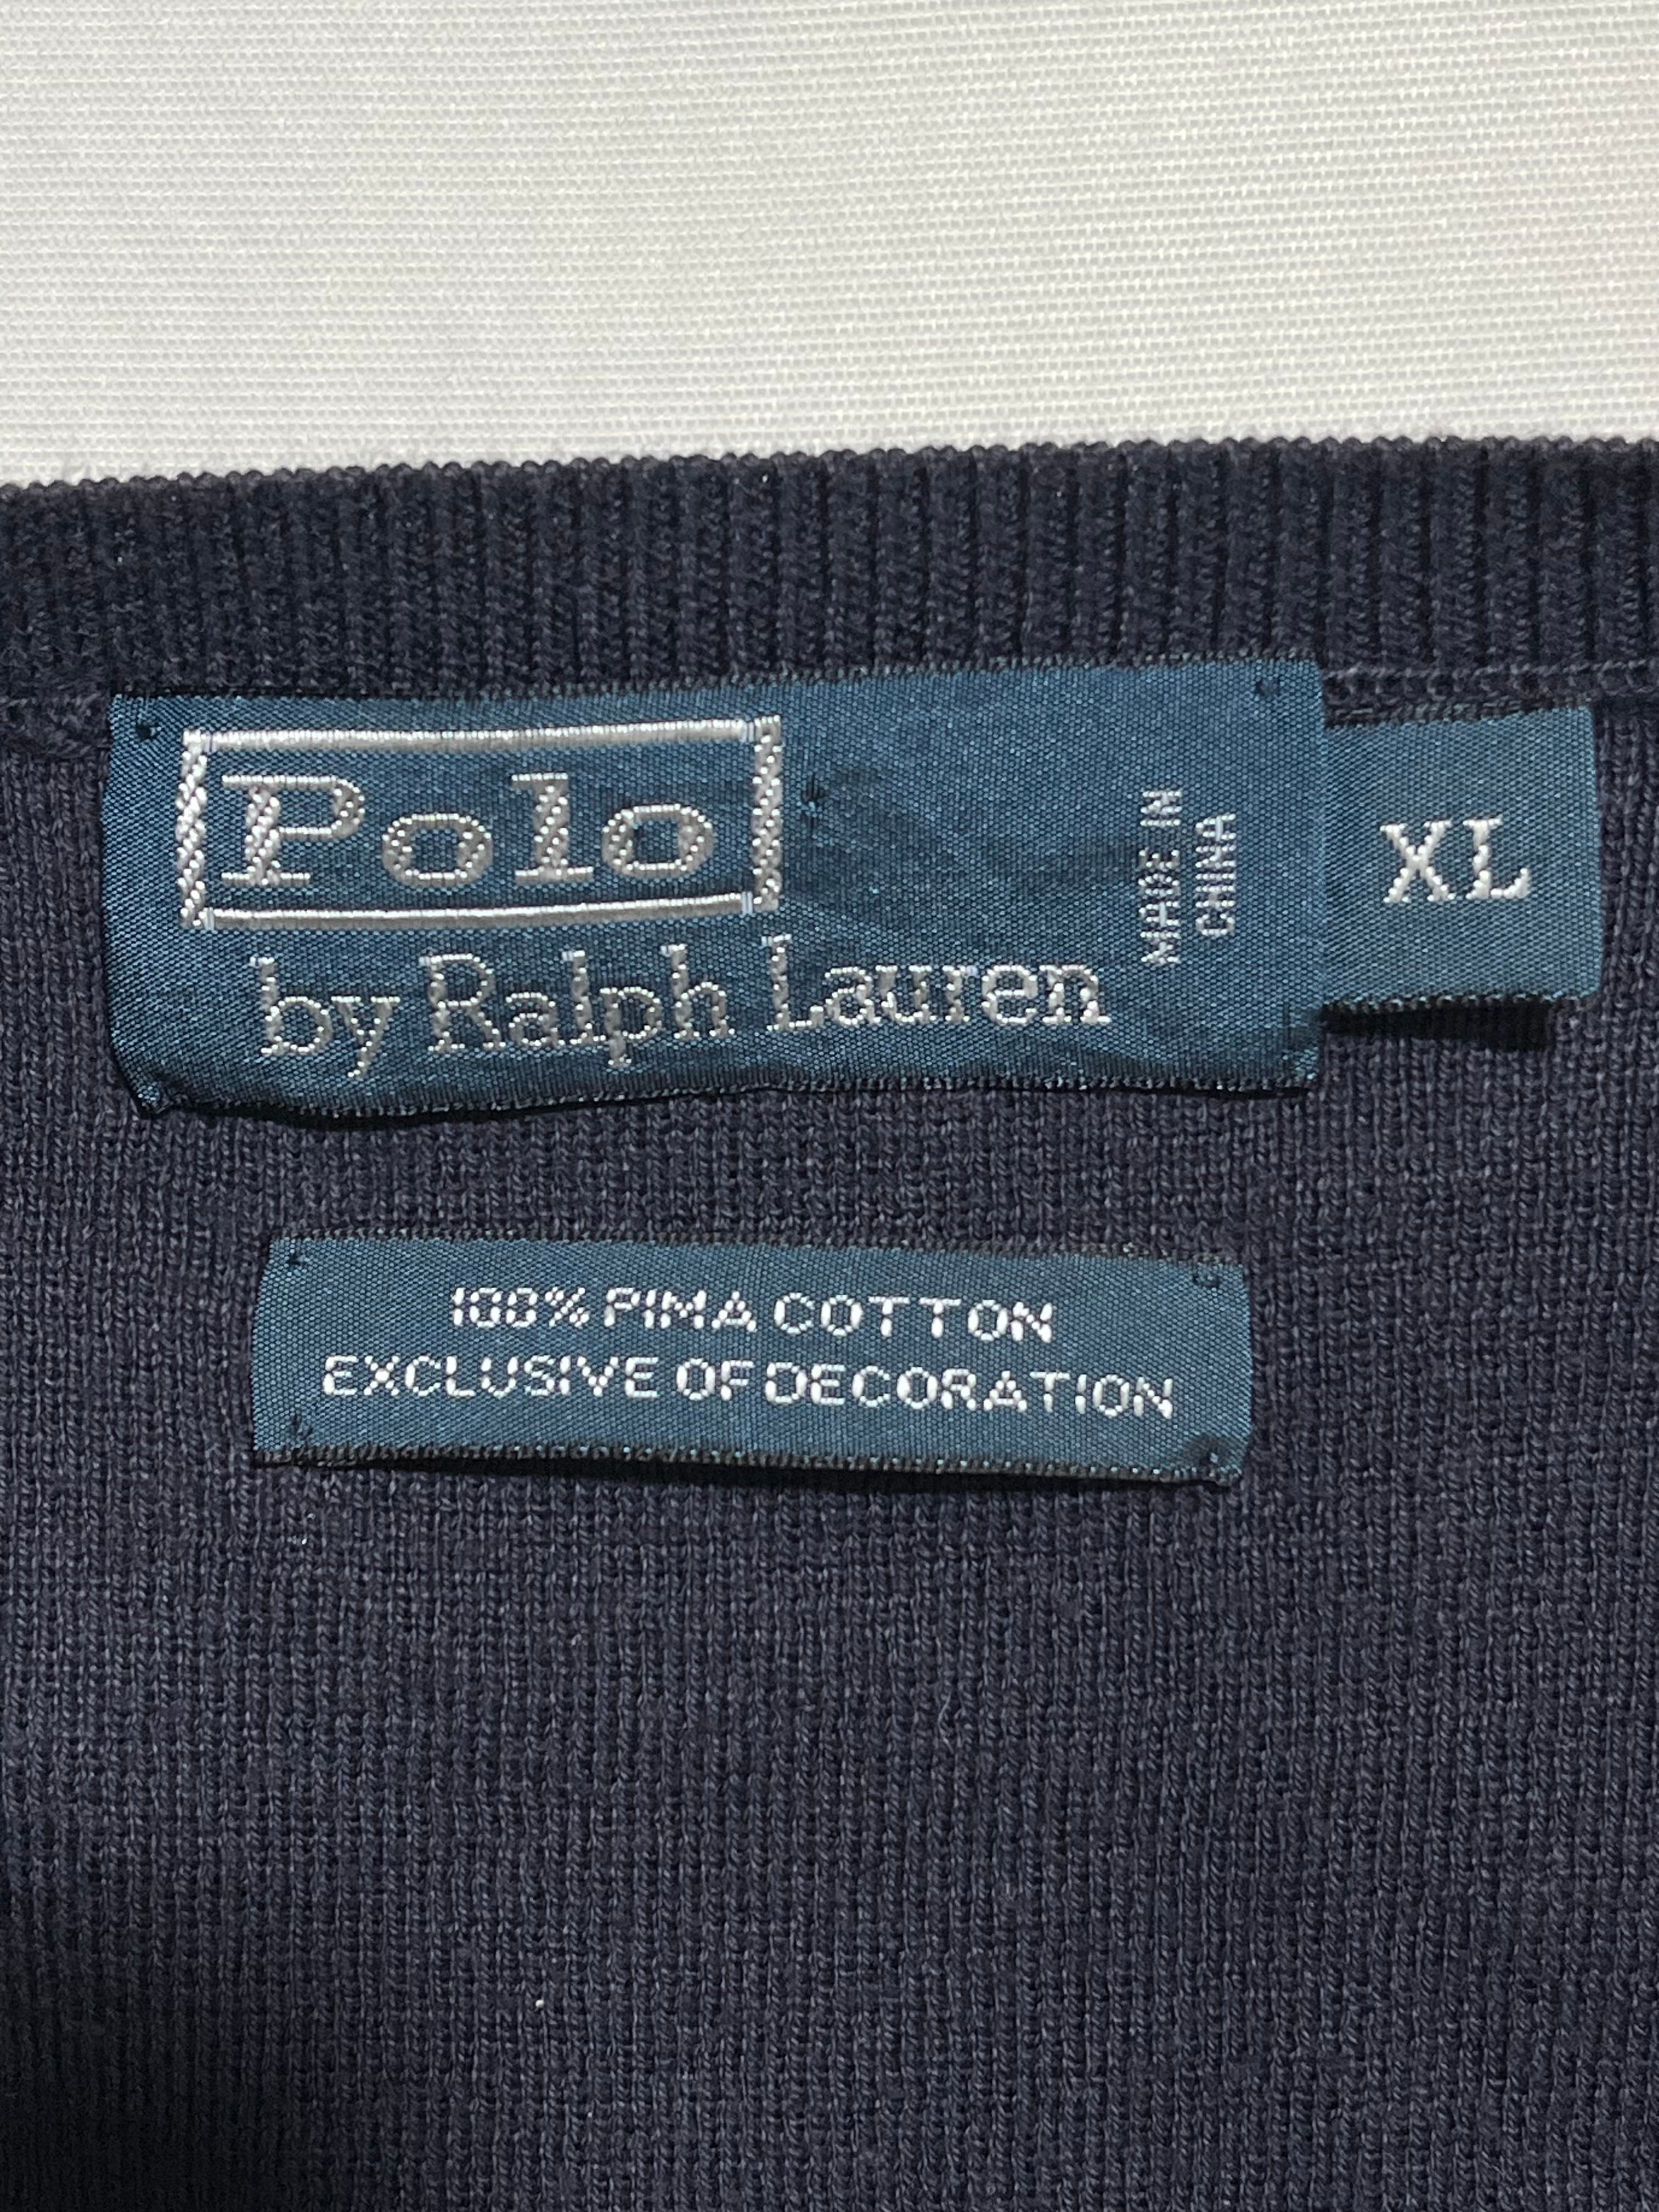 Polo
by Ralph Lauren
MADE IN
CHINA
XL
100% PIMA COTTON
EXCLUSIVE OF DECORATION